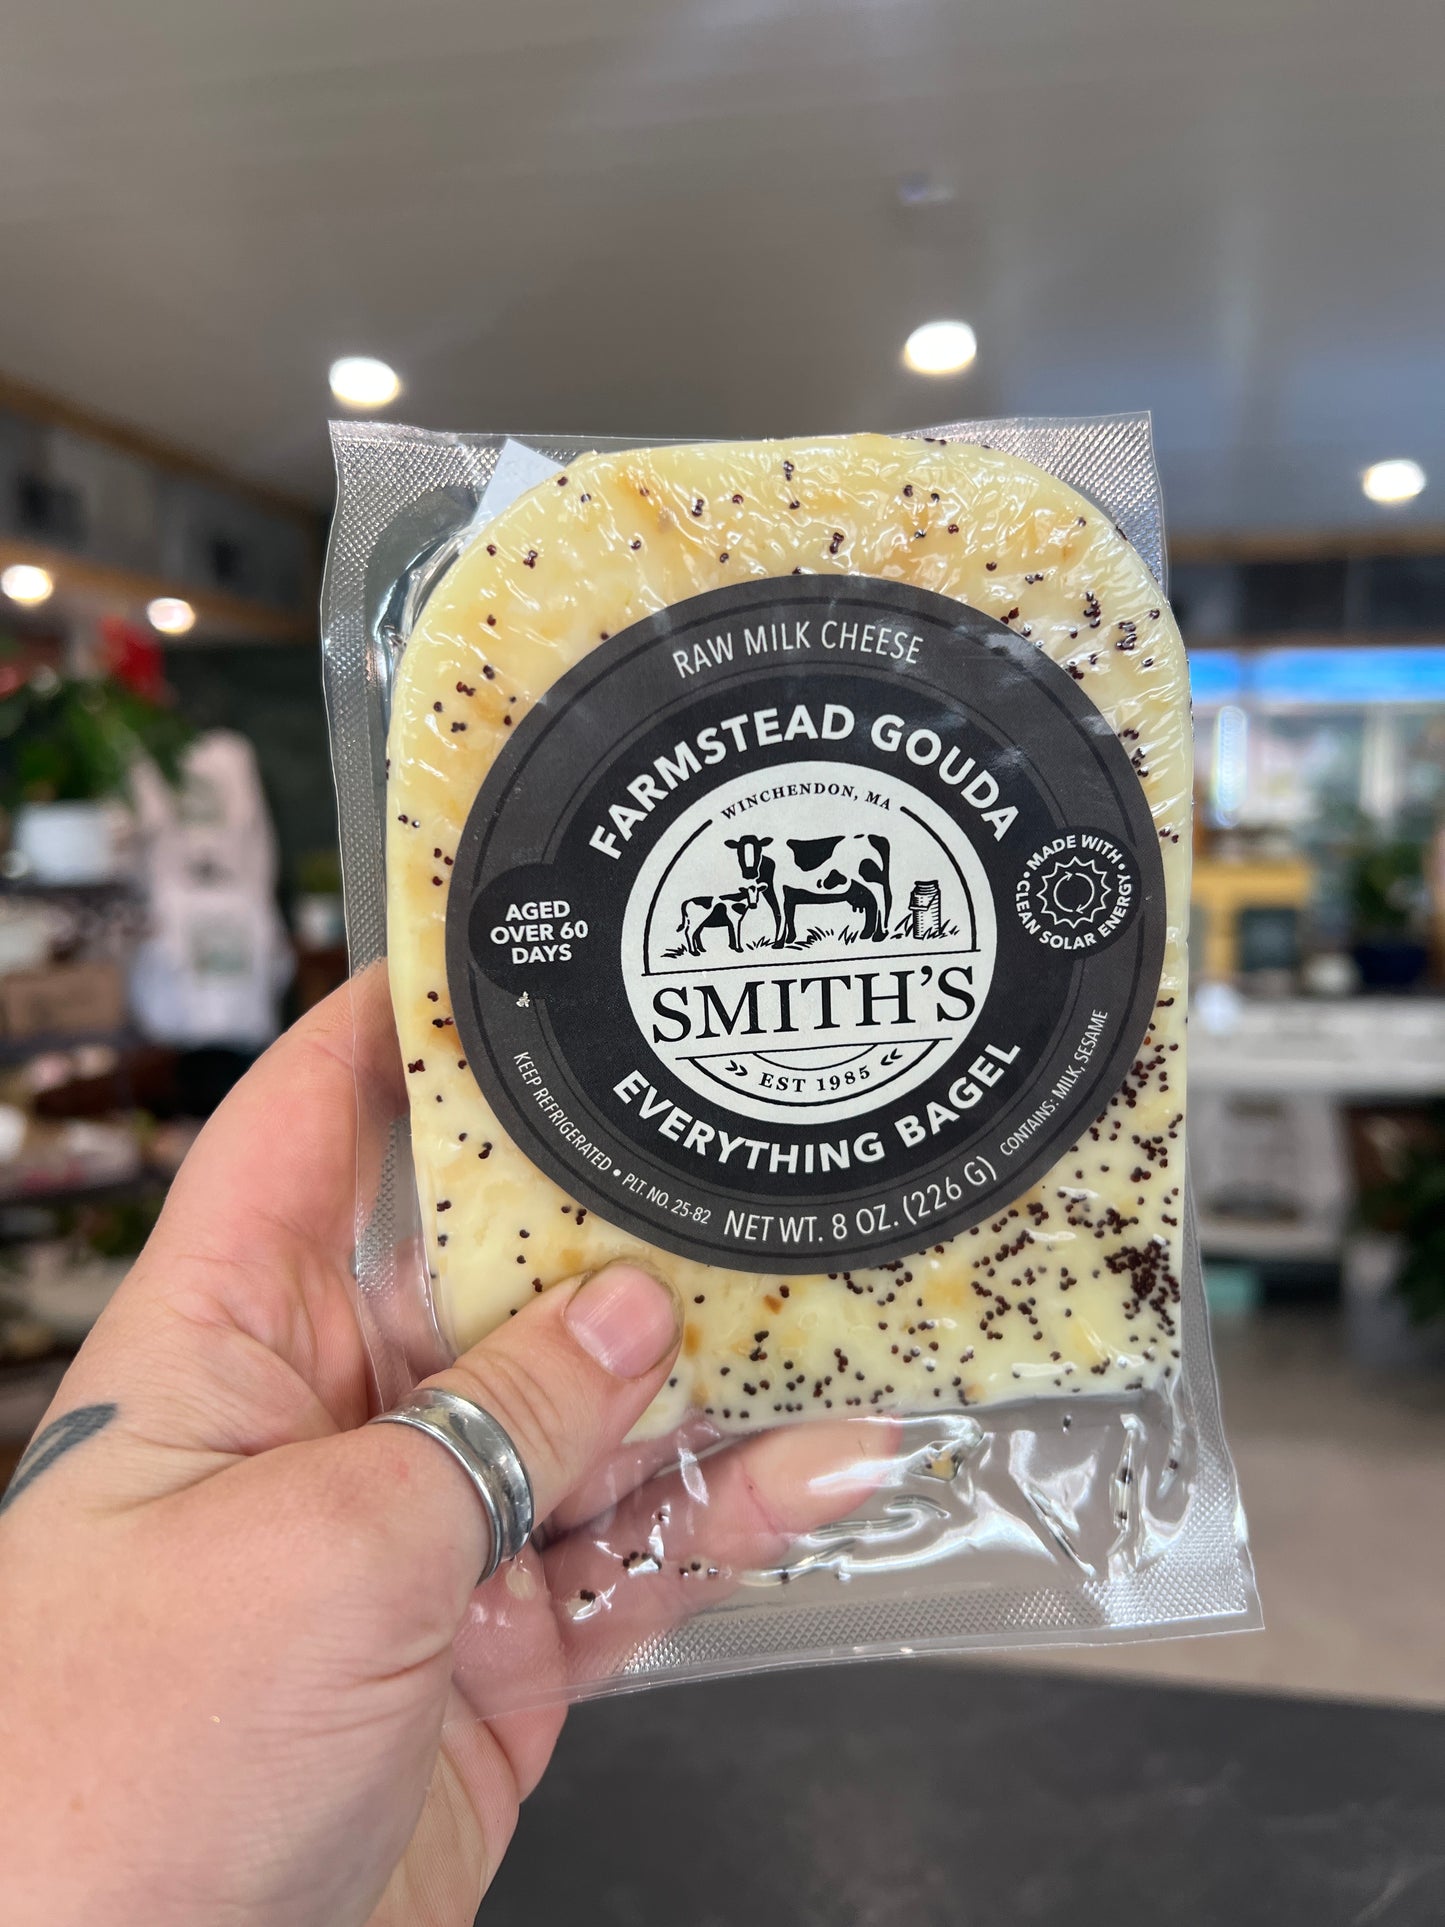 RAW MILK CHEESE
FARMSTEAD GOUDA
WINCHENDON, MA
AGED
OVER 60
DAYS
• MADE WITH •
CLEAN SOLAR ENERGY
SMITH'S
EST 1985
EVERYTHING BAGEL
KEEP REFRIGERATED • PLT. NO. 25-82
NET WT. 8 OZ. (226 G)
CONTAINS: MILK, SESAME